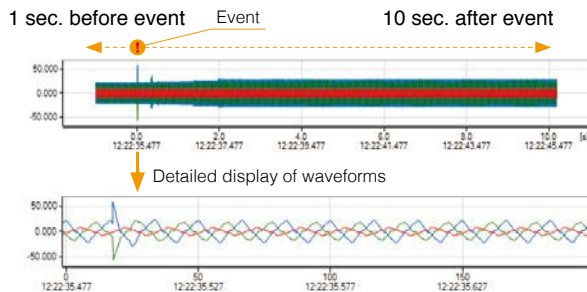 1 sec. before event Event 10 sec. after event
50.000
0.000
-50.000
0.0 2.0 4.0 6.0 8.0 10.0 [s]
12:22:35.477 12:22:37.477 12:22:39.477 12:22:41.477 12:22:43.477 12:22:45.477
Detailed display of waveforms
50.000
0.000
-50.000
0 50 100 150
12:22:35.477 12:22:35.527 12:22:35.577 12:22:35.627